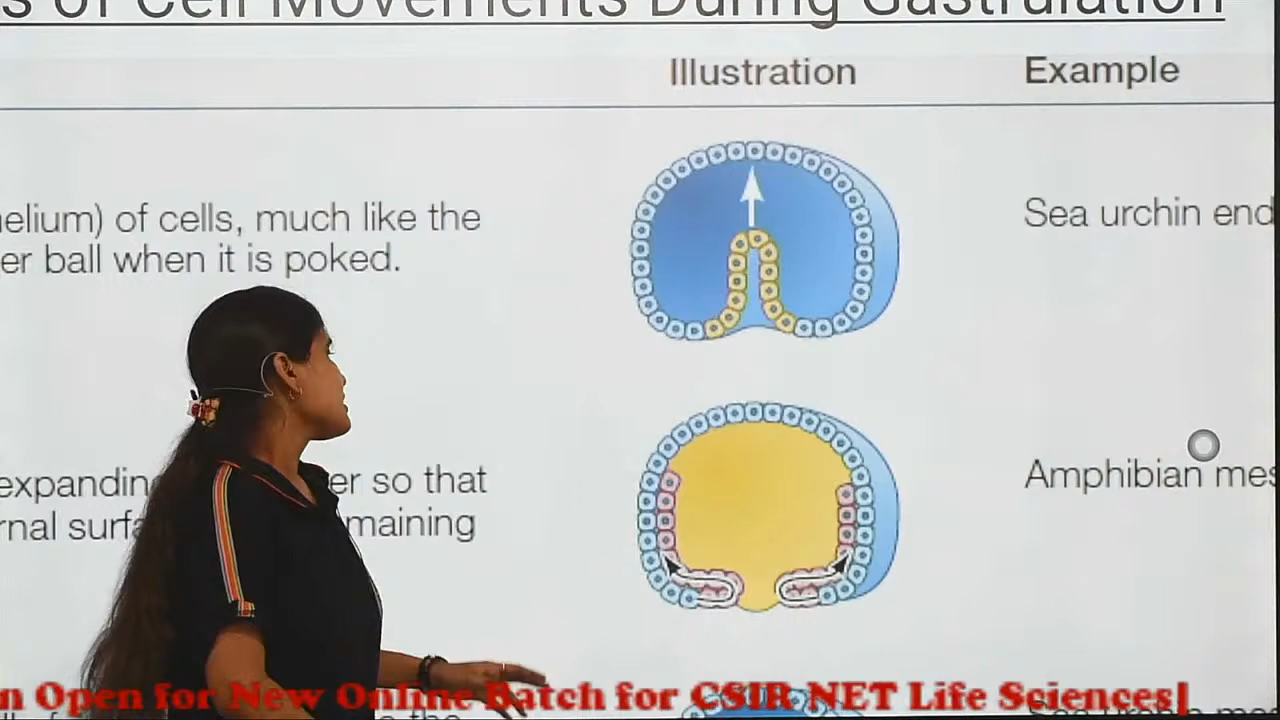 s of Cell Movements During Gastrulation
Illustration Example
elium) of cells, much like the
er ball when it is poked.
Sea urchin end
expanding er so that
rnal surfa maining
Amphibian mes
n Open for New Online Batch for CSIR NET Life Sciences|